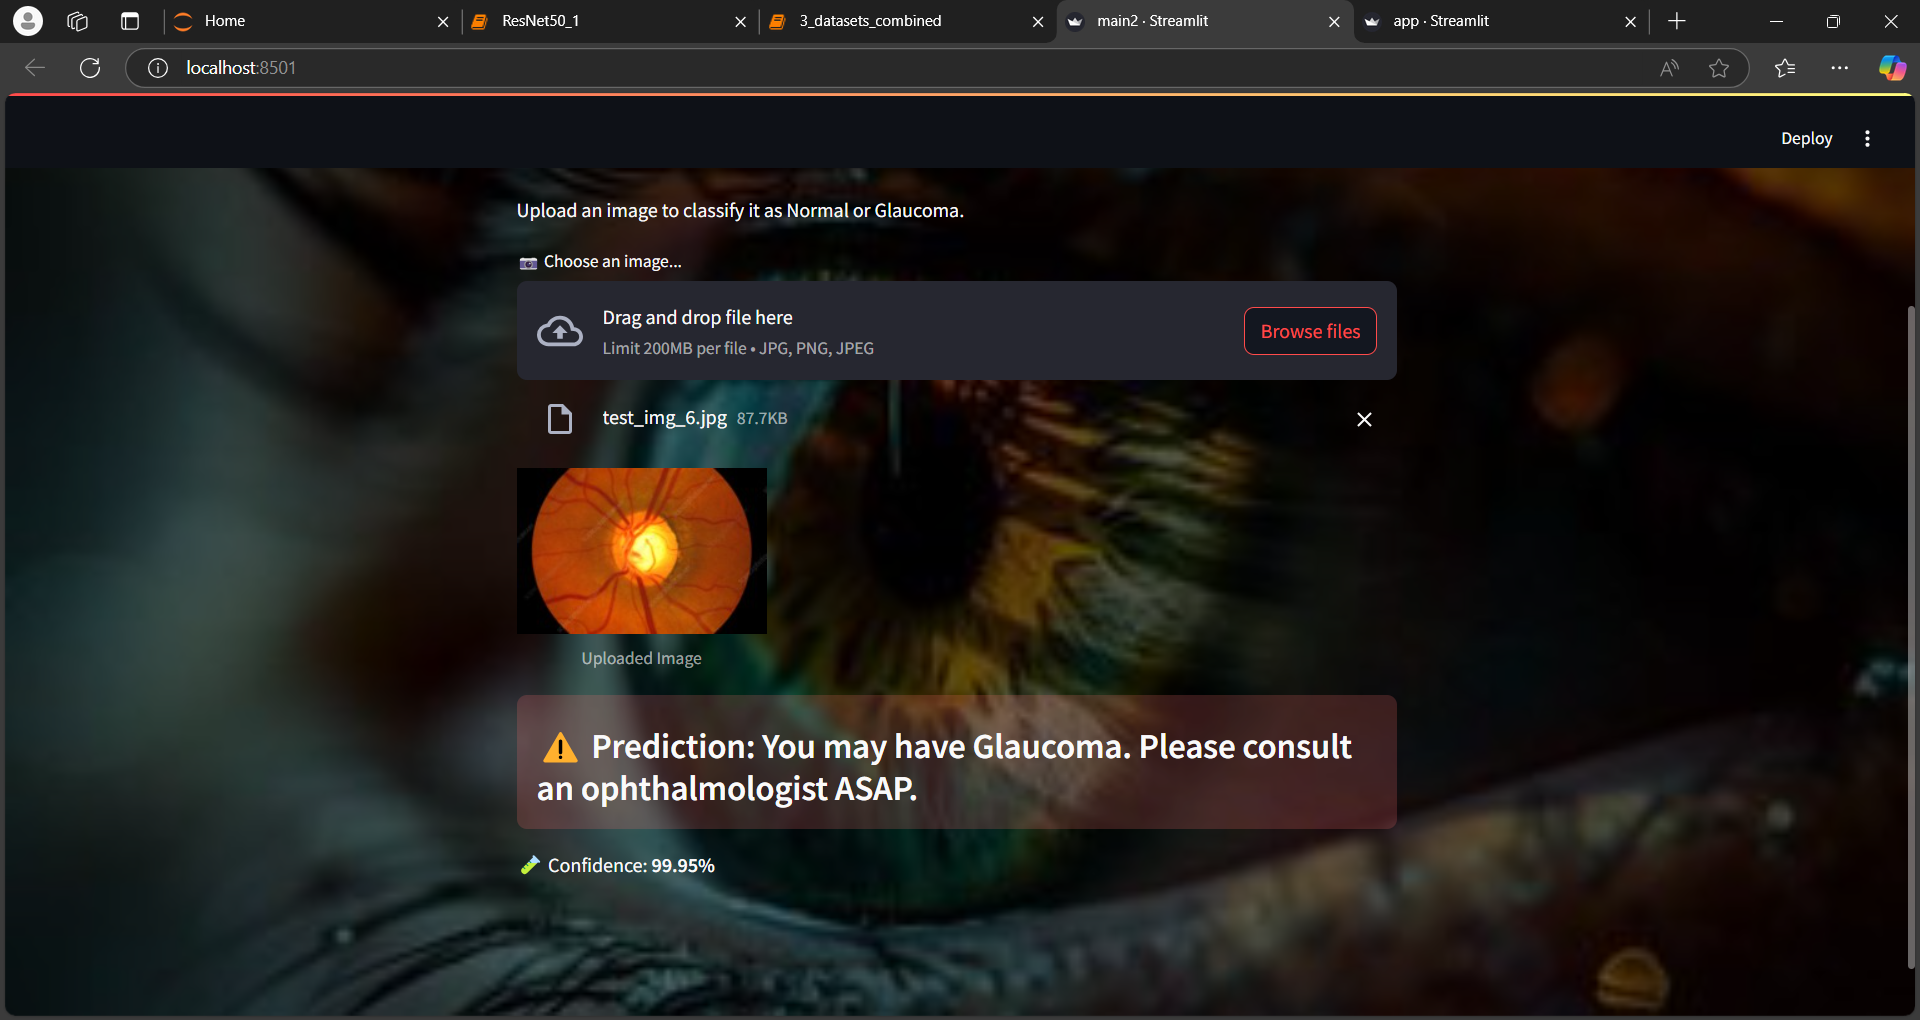 Home
ResNet50_1
3_datasets_combined
main2 · Streamlit
app · Streamlit
localhost:8501
Deploy
Upload an image to classify it as Normal or Glaucoma.
📷 Choose an image...
Drag and drop file here
Limit 200MB per file • JPG, PNG, JPEG
Browse files
test_img_6.jpg 87.7KB
Uploaded Image
⚠️ Prediction: You may have Glaucoma. Please consult
an ophthalmologist ASAP.
🧪 Confidence: 99.95%